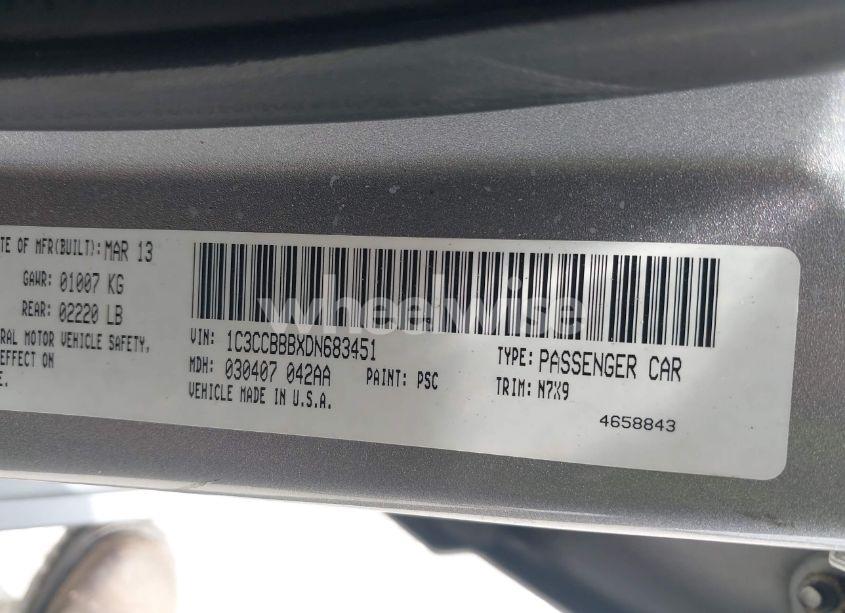 TE OF MFR(BUILT): MAR 13
GAWR: 01007 KG
REAR: 02220 LB
RAL MOTOR VEHICLE SAFETY,
EFFECT ON
E.
VIN: 1C3CCBBBXDN683451
MDH: 030407 042AA PAINT: PSC
VEHICLE MADE IN U.S.A.
TYPE: PASSENGER CAR
TRIM: N7X9
4658843
wheelwise